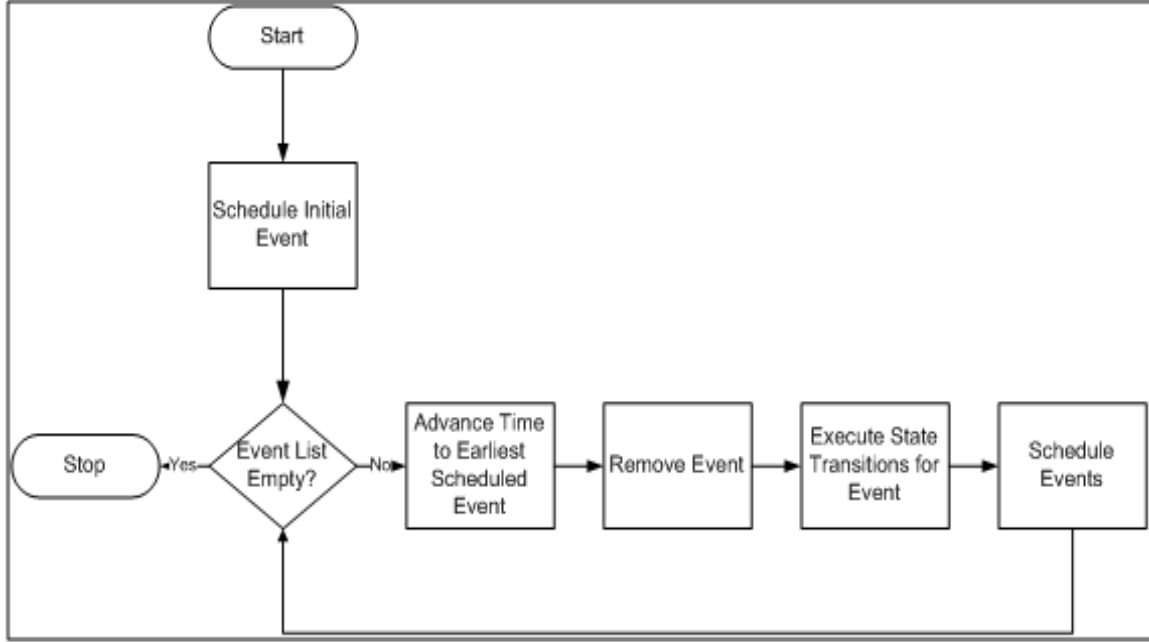 Start
Schedule Initial
Event
Event List
Empty?
Yes
Stop
No
Advance Time
to Earliest
Scheduled
Event
Remove Event
Execute State
Transitions for
Event
Schedule
Events